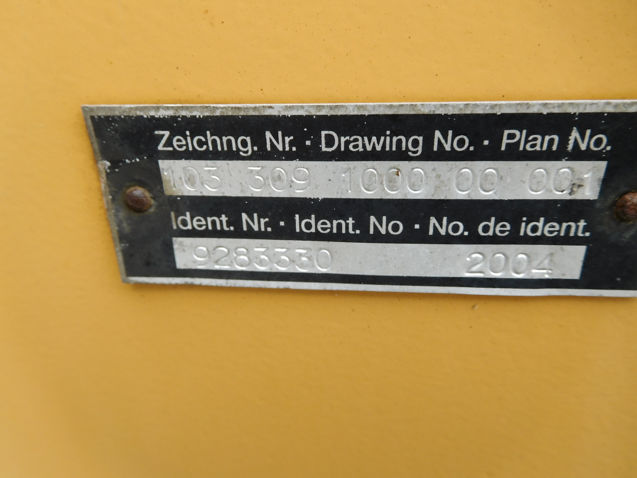 Zeichng. Nr. · Drawing No. · Plan No.
103 309 1000 00 001
Ident. Nr. · Ident. No · No. de ident.
9283330 2004